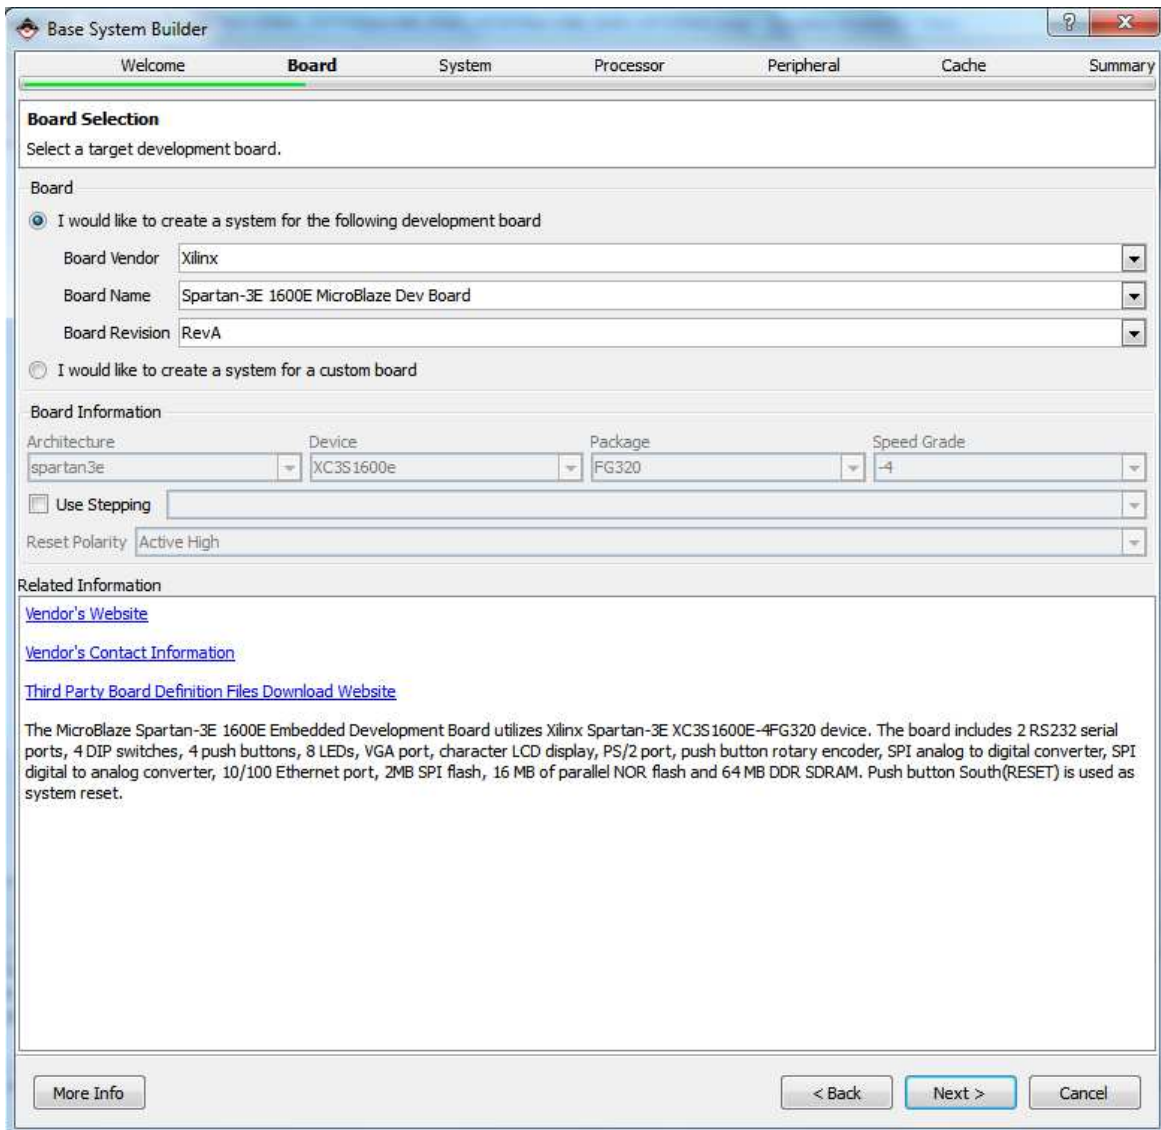 Base System Builder
Welcome Board System Processor Peripheral Cache Summary
Board Selection
Select a target development board.
Board
I would like to create a system for the following development board
Board Vendor Xilinx
Board Name Spartan-3E 1600E MicroBlaze Dev Board
Board Revision RevA
I would like to create a system for a custom board
Board Information
Architecture Device Package Speed Grade
spartan3e XC3S1600e FG320 -4
Use Stepping
Reset Polarity Active High
Related Information
Vendor's Website
Vendor's Contact Information
Third Party Board Definition Files Download Website
The MicroBlaze Spartan-3E 1600E Embedded Development Board utilizes Xilinx Spartan-3E XC3S1600E-4FG320 device. The board includes 2 RS232 serial
ports, 4 DIP switches, 4 push buttons, 8 LEDs, VGA port, character LCD display, PS/2 port, push button rotary encoder, SPI analog to digital converter, SPI
digital to analog converter, 10/100 Ethernet port, 2MB SPI flash, 16 MB of parallel NOR flash and 64 MB DDR SDRAM. Push button South(RESET) is used as
system reset.
More Info < Back Next > Cancel